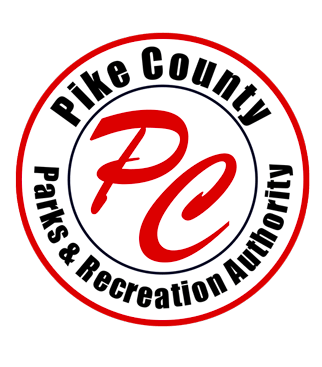 Pike County
PC
Parks & Recreation Authority